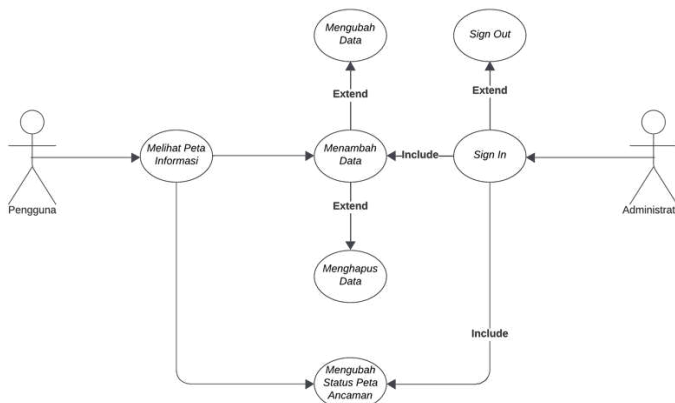 Mengubah
Data
Sign Out
Extend
Extend
Melihat Peta
Informasi
Menambah
Data
Include
Sign In
Pengguna
Administrat
Extend
Menghapus
Data
Include
Mengubah
Status Peta
Ancaman